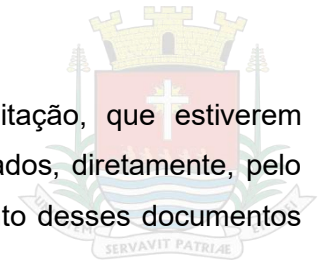 itação, que estiverem
ados, diretamente, pelo
to desses documentos
SERVAVIT PATRIAE